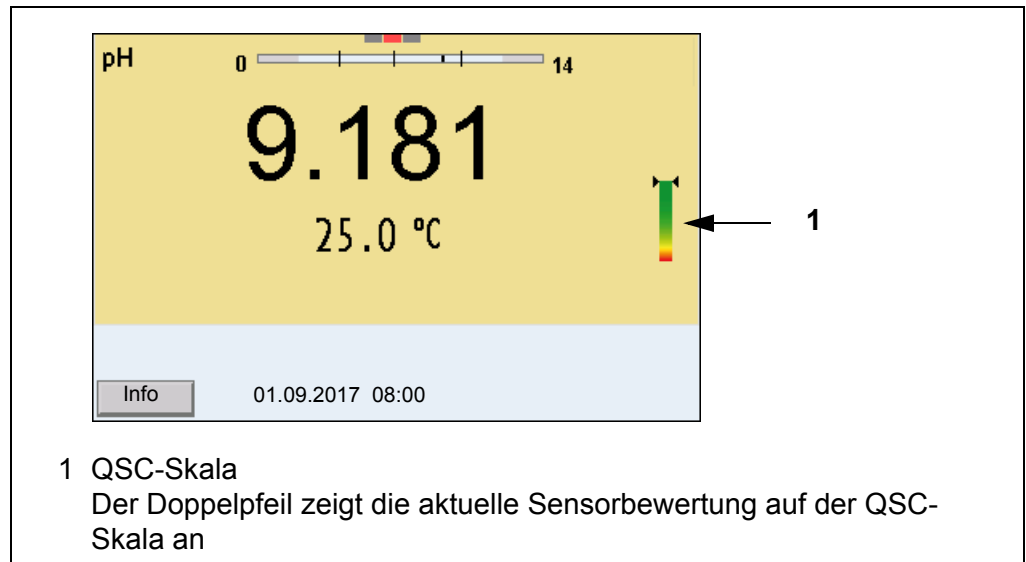 pH
0 14
9.181
25.0 °C
1
Info 01.09.2017 08:00
1 QSC-Skala
Der Doppelpfeil zeigt die aktuelle Sensorbewertung auf der QSC-
Skala an